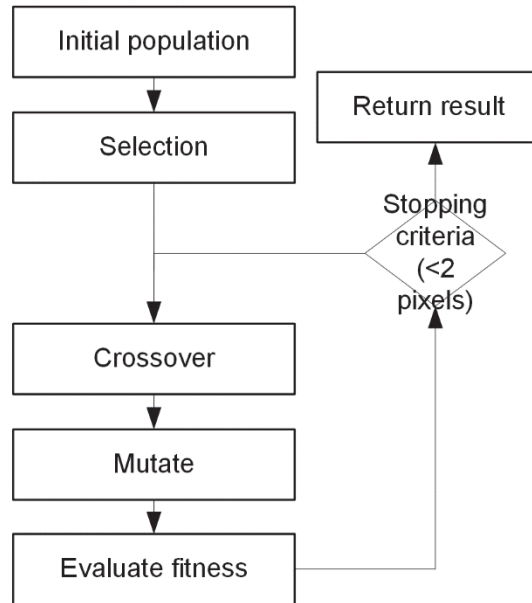 Initial population
Selection
Return result
Stopping
criteria
(<2
pixels)
Crossover
Mutate
Evaluate fitness